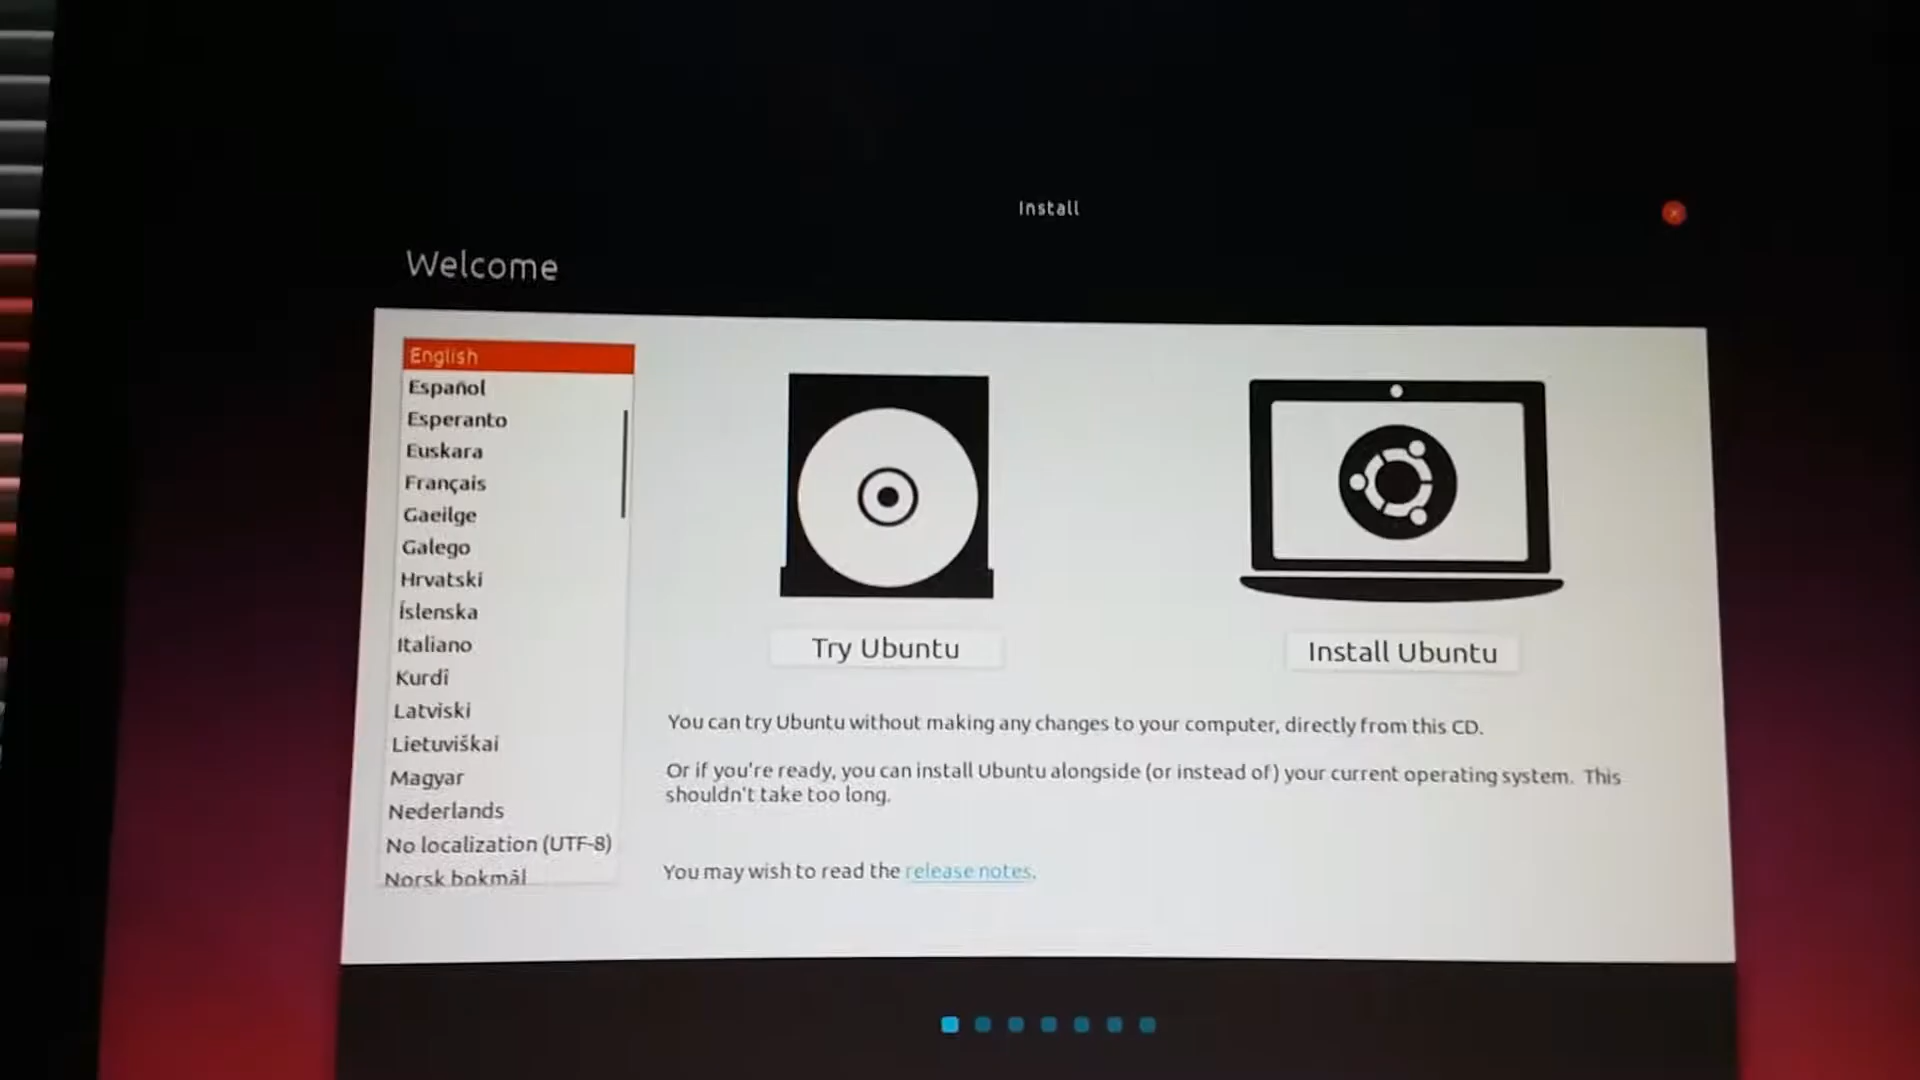 Install
Welcome
English
Español
Esperanto
Euskara
Français
Gaeilge
Galego
Hrvatski
Íslenska
Italiano
Kurdî
Latviski
Lietuviškai
Magyar
Nederlands
No localization (UTF-8)
Norsk bokmål
Try Ubuntu
Install Ubuntu
You can try Ubuntu without making any changes to your computer, directly from this CD.
Or if you're ready, you can install Ubuntu alongside (or instead of) your current operating system. This
shouldn't take too long.
You may wish to read the release notes.